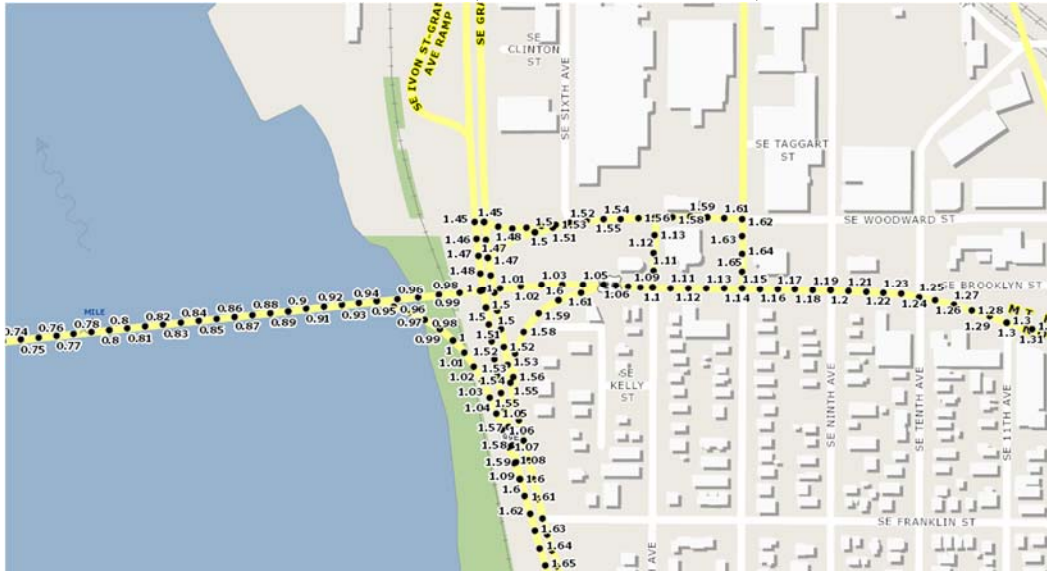 SE IVON ST-GRAN
AVE RAMP
SE GRA
SE
CLINTON
ST
SE SIXTH AVE
SE TAGGART
ST
1.45 1.45
1.5 1.52 1.54 1.56 1.59 1.61
1.53 1.58 1.62
1.46 1.48 1.5 1.51 1.55
SE WOODWARD ST
1.47 1.47 1.12 1.13 1.63
1.47 1.11 1.64
1.48 1.65
0.98 1 1.01 1.03 1.05 1.09 1.11 1.13 1.15 1.17 1.19 1.21 1.23 1.25
SE BROOKLYN ST
0.99 1.02 1.6 1.06 1.1 1.12 1.14 1.16 1.18 1.2 1.22 1.24 1.27
0.88 0.9 0.92 0.94 0.96 1.5 1.61 1.26 1.28
MILE
0.74 0.76 0.78 0.8 0.82 0.84 0.86 0.91 0.93 0.95 0.96 1.59 1.29 1.3
0.75 0.77 0.8 0.81 0.83 0.85 0.87 0.89 0.97 0.98 1.5 1.58 1.3 1.31
0.99 1.51
1 1.52 1.52
1.01 1.53 1.53
1.02 1.54 1.56
1.03 1.55 1.55
1.04 1.05
SE
KELLY
ST
SE NINTH AVE
SE TENTH AVE
SE 11TH AVE
1.57 1.06
1.58 1.07
1.59 1.08
1.09 1.6
1.6 1.61
1.62
SE FRANKLIN ST
1.63
1.64
1.65